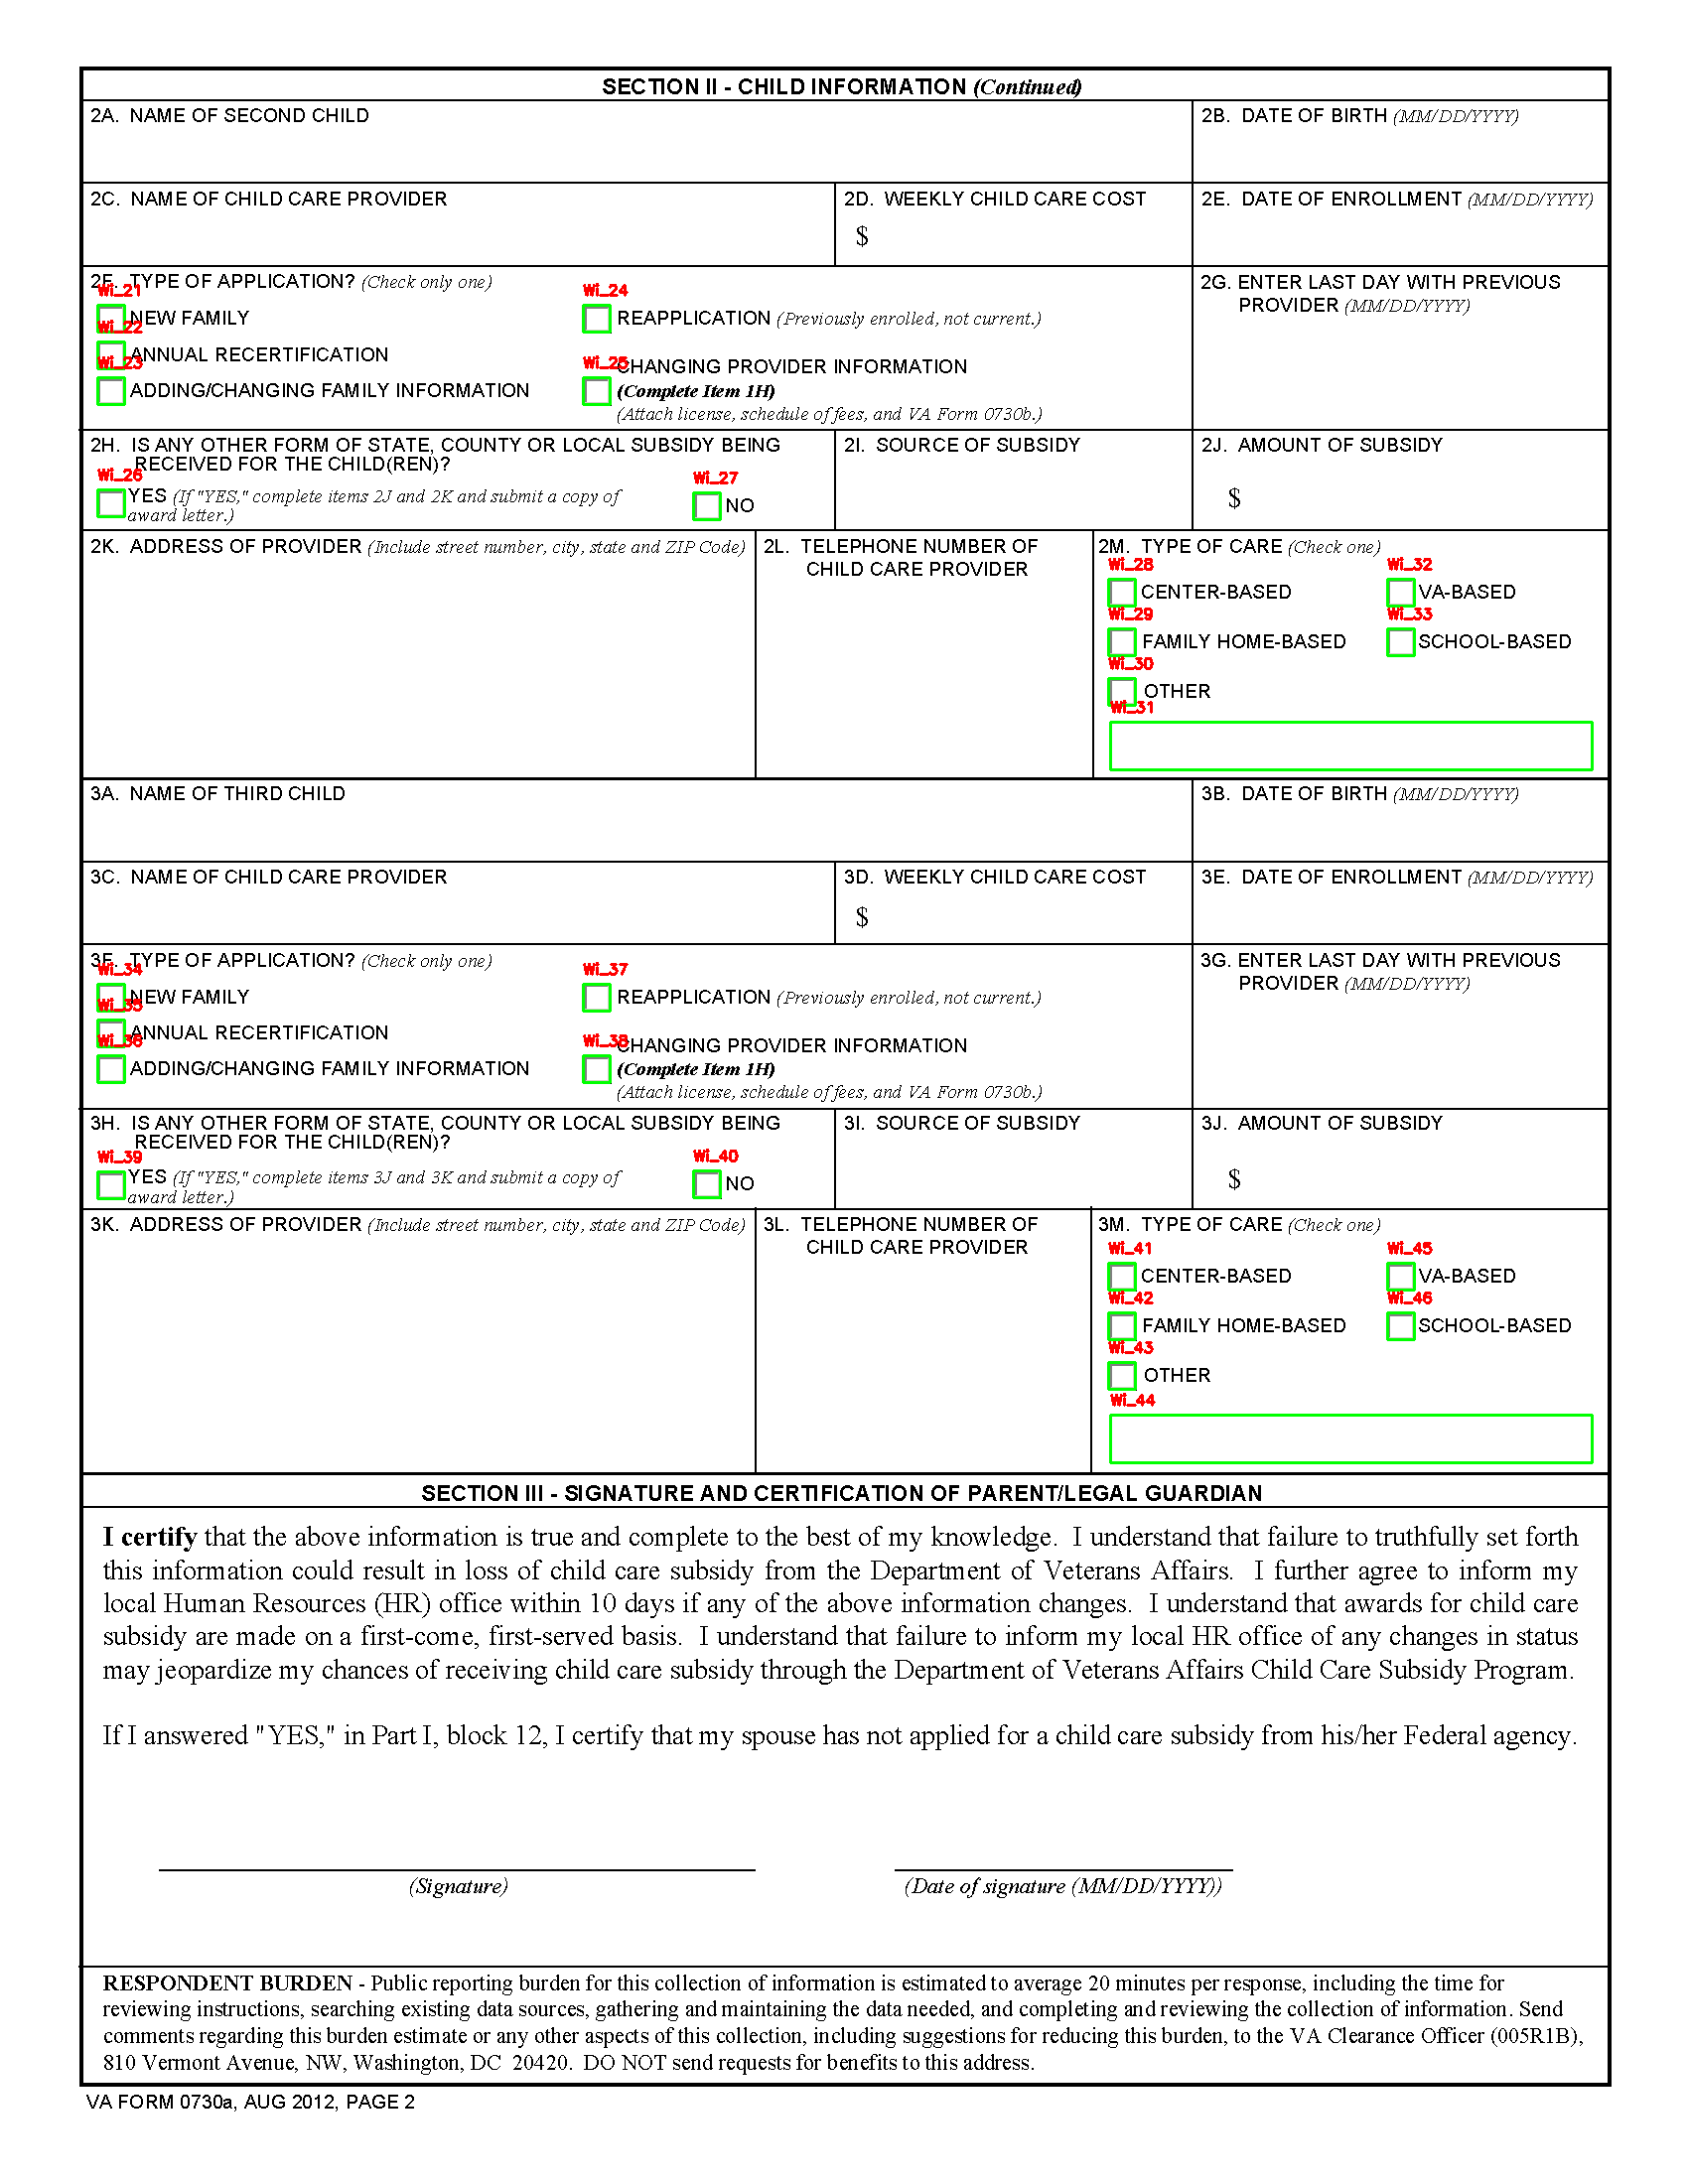 SECTION II - CHILD INFORMATION (Continued)
2A. NAME OF SECOND CHILD
2B. DATE OF BIRTH (MM/DD/YYYY)
2C. NAME OF CHILD CARE PROVIDER
2D. WEEKLY CHILD CARE COST
$
2E. DATE OF ENROLLMENT (MM/DD/YYYY)
2F. TYPE OF APPLICATION? (Check only one)
Wi_21
NEW FAMILY
Wi_22
ANNUAL RECERTIFICATION
Wi_23
ADDING/CHANGING FAMILY INFORMATION
Wi_24
REAPPLICATION (Previously enrolled, not current.)
Wi_25
CHANGING PROVIDER INFORMATION
(Complete Item 1H)
(Attach license, schedule of fees, and VA Form 0730b.)
2G. ENTER LAST DAY WITH PREVIOUS
PROVIDER (MM/DD/YYYY)
2H. IS ANY OTHER FORM OF STATE, COUNTY OR LOCAL SUBSIDY BEING
RECEIVED FOR THE CHILD(REN)?
Wi_26
YES (If "YES," complete items 2J and 2K and submit a copy of
award letter.)
Wi_27
NO
2I. SOURCE OF SUBSIDY
2J. AMOUNT OF SUBSIDY
$
2K. ADDRESS OF PROVIDER (Include street number, city, state and ZIP Code)
2L. TELEPHONE NUMBER OF
CHILD CARE PROVIDER
2M. TYPE OF CARE (Check one)
Wi_28
CENTER-BASED
Wi_32
VA-BASED
Wi_29
FAMILY HOME-BASED
Wi_33
SCHOOL-BASED
Wi_30
OTHER
Wi_31
3A. NAME OF THIRD CHILD
3B. DATE OF BIRTH (MM/DD/YYYY)
3C. NAME OF CHILD CARE PROVIDER
3D. WEEKLY CHILD CARE COST
$
3E. DATE OF ENROLLMENT (MM/DD/YYYY)
3F. TYPE OF APPLICATION? (Check only one)
Wi_34
NEW FAMILY
Wi_35
ANNUAL RECERTIFICATION
Wi_36
ADDING/CHANGING FAMILY INFORMATION
Wi_37
REAPPLICATION (Previously enrolled, not current.)
Wi_38
CHANGING PROVIDER INFORMATION
(Complete Item 1H)
(Attach license, schedule of fees, and VA Form 0730b.)
3G. ENTER LAST DAY WITH PREVIOUS
PROVIDER (MM/DD/YYYY)
3H. IS ANY OTHER FORM OF STATE, COUNTY OR LOCAL SUBSIDY BEING
RECEIVED FOR THE CHILD(REN)?
Wi_39
YES (If "YES," complete items 3J and 3K and submit a copy of
award letter.)
Wi_40
NO
3I. SOURCE OF SUBSIDY
3J. AMOUNT OF SUBSIDY
$
3K. ADDRESS OF PROVIDER (Include street number, city, state and ZIP Code)
3L. TELEPHONE NUMBER OF
CHILD CARE PROVIDER
3M. TYPE OF CARE (Check one)
Wi_41
CENTER-BASED
Wi_45
VA-BASED
Wi_42
FAMILY HOME-BASED
Wi_46
SCHOOL-BASED
Wi_43
OTHER
Wi_44
SECTION III - SIGNATURE AND CERTIFICATION OF PARENT/LEGAL GUARDIAN
I certify that the above information is true and complete to the best of my knowledge. I understand that failure to truthfully set forth
this information could result in loss of child care subsidy from the Department of Veterans Affairs. I further agree to inform my
local Human Resources (HR) office within 10 days if any of the above information changes. I understand that awards for child care
subsidy are made on a first-come, first-served basis. I understand that failure to inform my local HR office of any changes in status
may jeopardize my chances of receiving child care subsidy through the Department of Veterans Affairs Child Care Subsidy Program.
If I answered "YES," in Part I, block 12, I certify that my spouse has not applied for a child care subsidy from his/her Federal agency.
(Signature)
(Date of signature (MM/DD/YYYY))
RESPONDENT BURDEN - Public reporting burden for this collection of information is estimated to average 20 minutes per response, including the time for
reviewing instructions, searching existing data sources, gathering and maintaining the data needed, and completing and reviewing the collection of information. Send
comments regarding this burden estimate or any other aspects of this collection, including suggestions for reducing this burden, to the VA Clearance Officer (005R1B),
810 Vermont Avenue, NW, Washington, DC 20420. DO NOT send requests for benefits to this address.
VA FORM 0730a, AUG 2012, PAGE 2